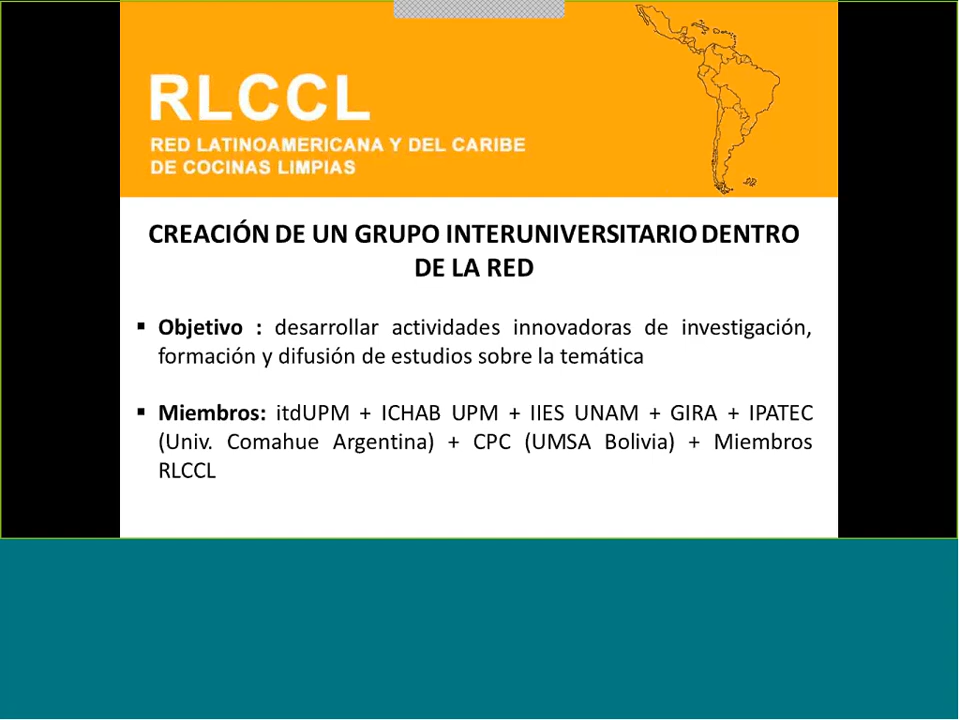 RLCCL
RED LATINOAMERICANA Y DEL CARIBE
DE COCINAS LIMPIAS
CREACIÓN DE UN GRUPO INTERUNIVERSITARIO DENTRO
DE LA RED
▪ Objetivo : desarrollar actividades innovadoras de investigación,
formación y difusión de estudios sobre la temática
▪ Miembros: itdUPM + ICHAB UPM + IIES UNAM + GIRA + IPATEC
(Univ. Comahue Argentina) + CPC (UMSA Bolivia) + Miembros
RLCCL